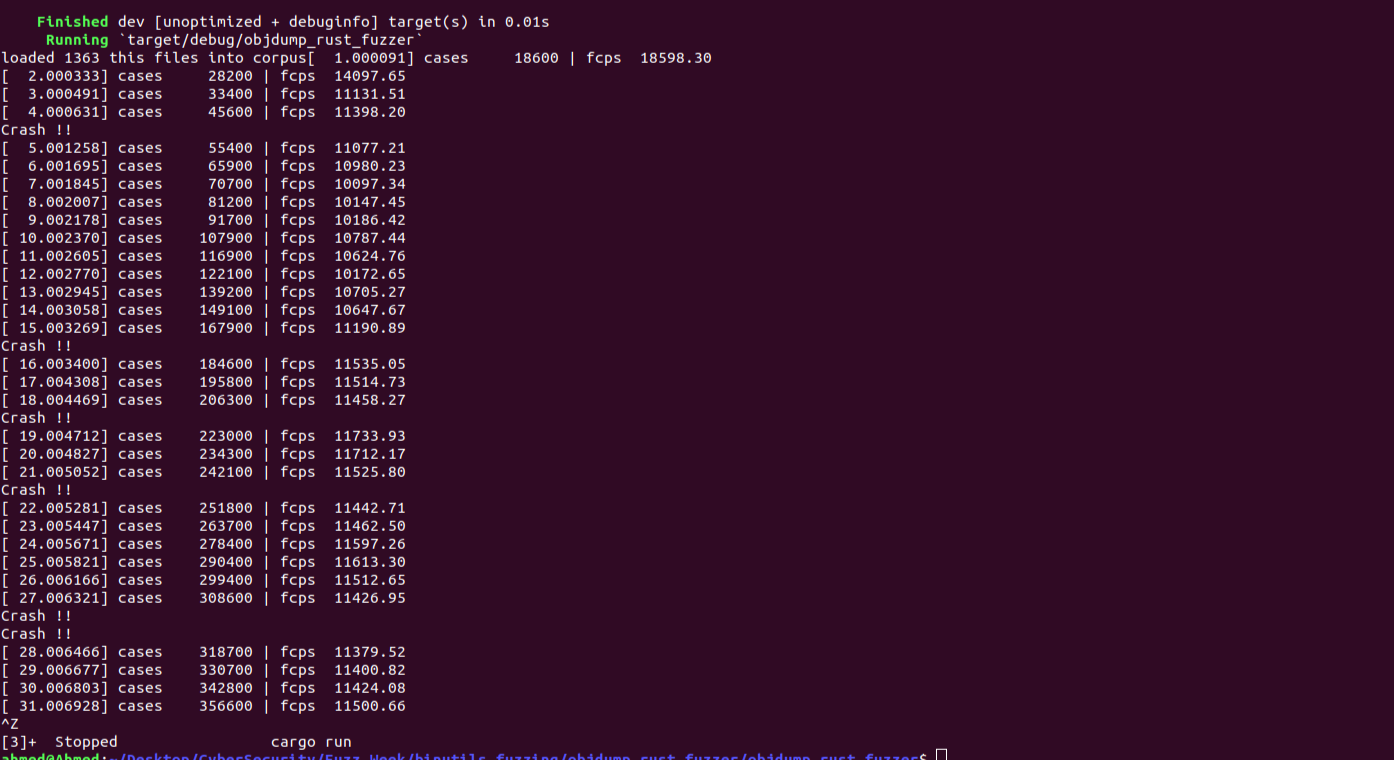 Finished dev [unoptimized + debuginfo] target(s) in 0.01s
Running `target/debug/objdump_rust_fuzzer`
loaded 1363 this files into corpus[  1.000091] cases     18600 | fcps  18598.30
[  2.000333] cases     28200 | fcps  14097.65
[  3.000491] cases     33400 | fcps  11131.51
[  4.000631] cases     45600 | fcps  11398.20
Crash !!
[  5.001258] cases     55400 | fcps  11077.21
[  6.001695] cases     65900 | fcps  10980.23
[  7.001845] cases     70700 | fcps  10097.34
[  8.002007] cases     81200 | fcps  10147.45
[  9.002178] cases     91700 | fcps  10186.42
[ 10.002370] cases    107900 | fcps  10787.44
[ 11.002605] cases    116900 | fcps  10624.76
[ 12.002770] cases    122100 | fcps  10172.65
[ 13.002945] cases    139200 | fcps  10705.27
[ 14.003058] cases    149100 | fcps  10647.67
[ 15.003269] cases    167900 | fcps  11190.89
Crash !!
[ 16.003400] cases    184600 | fcps  11535.05
[ 17.004308] cases    195800 | fcps  11514.73
[ 18.004469] cases    206300 | fcps  11458.27
Crash !!
[ 19.004712] cases    223000 | fcps  11733.93
[ 20.004827] cases    234300 | fcps  11712.17
[ 21.005052] cases    242100 | fcps  11525.80
Crash !!
[ 22.005281] cases    251800 | fcps  11442.71
[ 23.005447] cases    263700 | fcps  11462.50
[ 24.005671] cases    278400 | fcps  11597.26
[ 25.005821] cases    290400 | fcps  11613.30
[ 26.006166] cases    299400 | fcps  11512.65
[ 27.006321] cases    308600 | fcps  11426.95
Crash !!
Crash !!
[ 28.006466] cases    318700 | fcps  11379.52
[ 29.006677] cases    330700 | fcps  11400.82
[ 30.006803] cases    342800 | fcps  11424.08
[ 31.006928] cases    356600 | fcps  11500.66
^Z
[3]+  Stopped                 cargo run
ahmed@Ahmed:~/Desktop/CyberSecurity/Fuzz_Week/binutils_fuzzing/objdump_rust_fuzzer/objdump_rust_fuzzer$